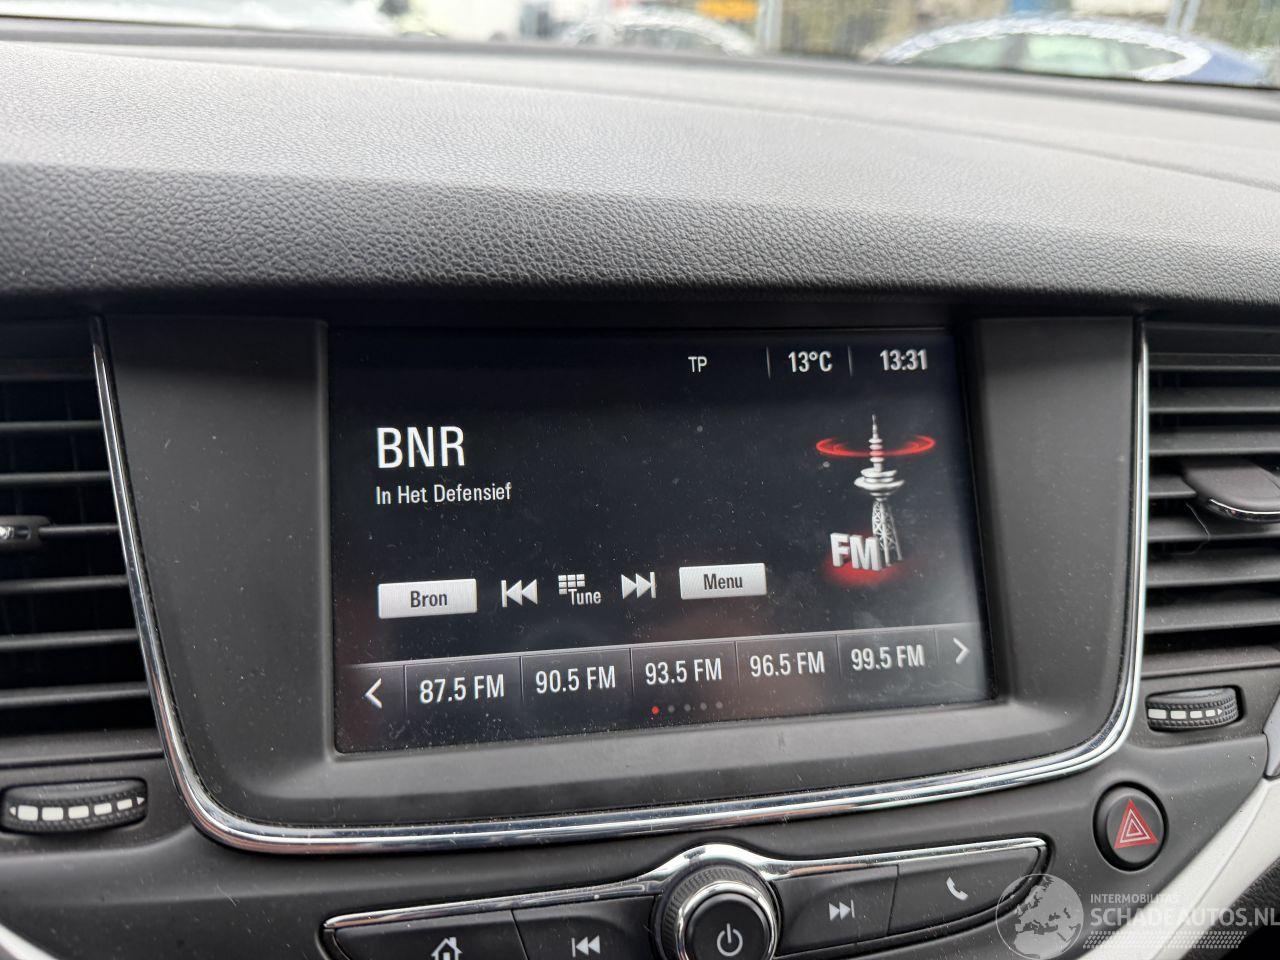 TP 13°C 13:31
BNR
In Het Defensief
FM
Bron Tune Menu
87.5 FM 90.5 FM 93.5 FM 96.5 FM 99.5 FM
INTERMOBILITAS
SCHADEAUTOS.NL